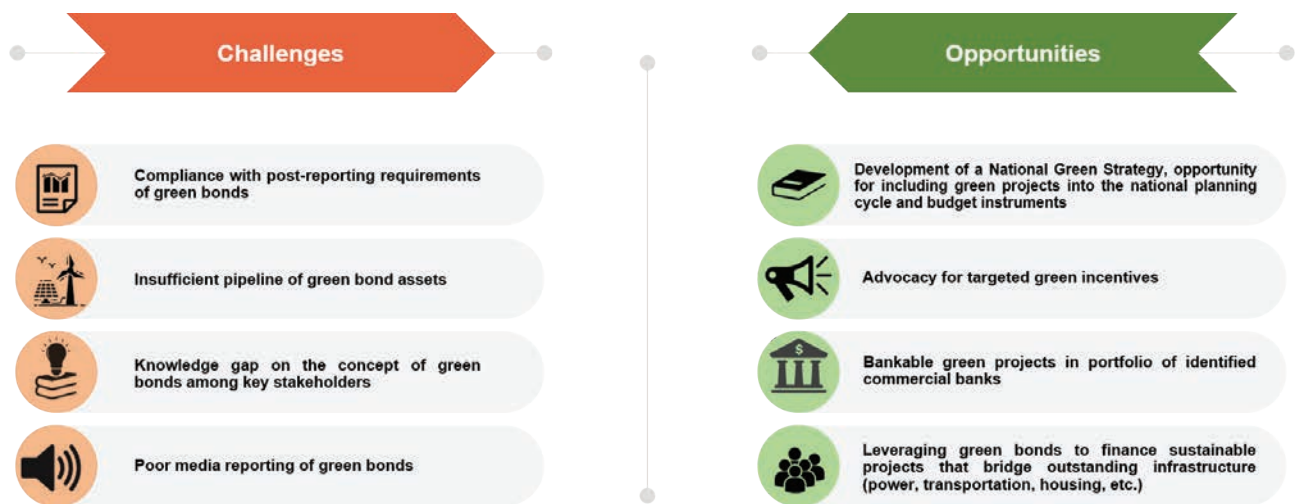 Challenges
Compliance with post-reporting requirements
of green bonds
Insufficient pipeline of green bond assets
Knowledge gap on the concept of green
bonds among key stakeholders
Poor media reporting of green bonds
Opportunities
Development of a National Green Strategy, opportunity
for including green projects into the national planning
cycle and budget instruments
Advocacy for targeted green incentives
$
Bankable green projects in portfolio of identified
commercial banks
Leveraging green bonds to finance sustainable
projects that bridge outstanding infrastructure
(power, transportation, housing, etc.)